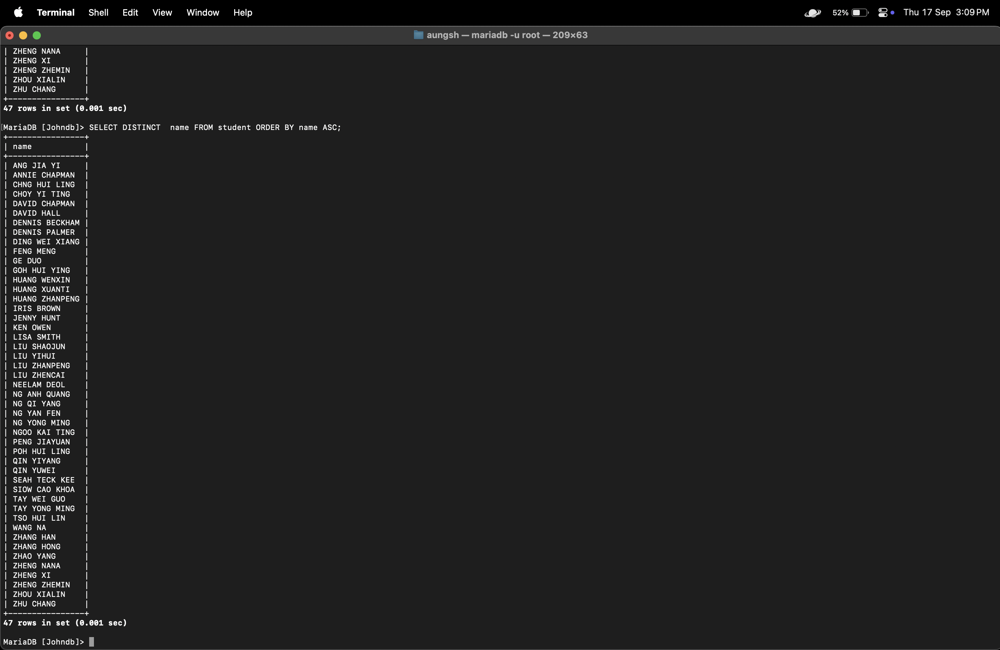 Terminal Shell Edit View Window Help 52% Thu 17 Sep 3:09 PM
aungsh — mariadb -u root — 209×63
| ZHENG NANA     |
| ZHENG XI       |
| ZHENG ZHEMIN   |
| ZHOU XIALIN    |
| ZHU CHANG      |
+----------------+
47 rows in set (0.001 sec)
[MariaDB [Johndb]> SELECT DISTINCT  name FROM student ORDER BY name ASC;
+----------------+
| name           |
+----------------+
| ANG JIA YI     |
| ANNIE CHAPMAN  |
| CHNG HUI LING  |
| CHOY YI TING   |
| DAVID CHAPMAN  |
| DAVID HALL     |
| DENNIS BECKHAM |
| DENNIS PALMER  |
| DING WEI XIANG |
| FENG MENG      |
| GE DUO         |
| GOH HUI YING   |
| HUANG WENXIN   |
| HUANG XUANTI   |
| HUANG ZHANPENG |
| IRIS BROWN     |
| JENNY HUNT     |
| KEN OWEN       |
| LISA SMITH     |
| LIU SHAOJUN    |
| LIU YIHUI      |
| LIU ZHANPENG   |
| LIU ZHENCAI    |
| NEELAM DEOL    |
| NG ANH QUANG   |
| NG QI YANG     |
| NG YAN FEN     |
| NG YONG MING   |
| NGOO KAI TING  |
| PENG JIAYUAN   |
| POH HUI LING   |
| QIN YIYANG     |
| QIN YUWEI      |
| SEAH TECK KEE  |
| SIOW CAO KHOA  |
| TAY WEI GUO    |
| TAY YONG MING  |
| TSO HUI LIN    |
| WANG NA        |
| ZHANG HAN      |
| ZHANG HONG     |
| ZHAO YANG      |
| ZHENG NANA     |
| ZHENG XI       |
| ZHENG ZHEMIN   |
| ZHOU XIALIN    |
| ZHU CHANG      |
+----------------+
47 rows in set (0.001 sec)
MariaDB [Johndb]>